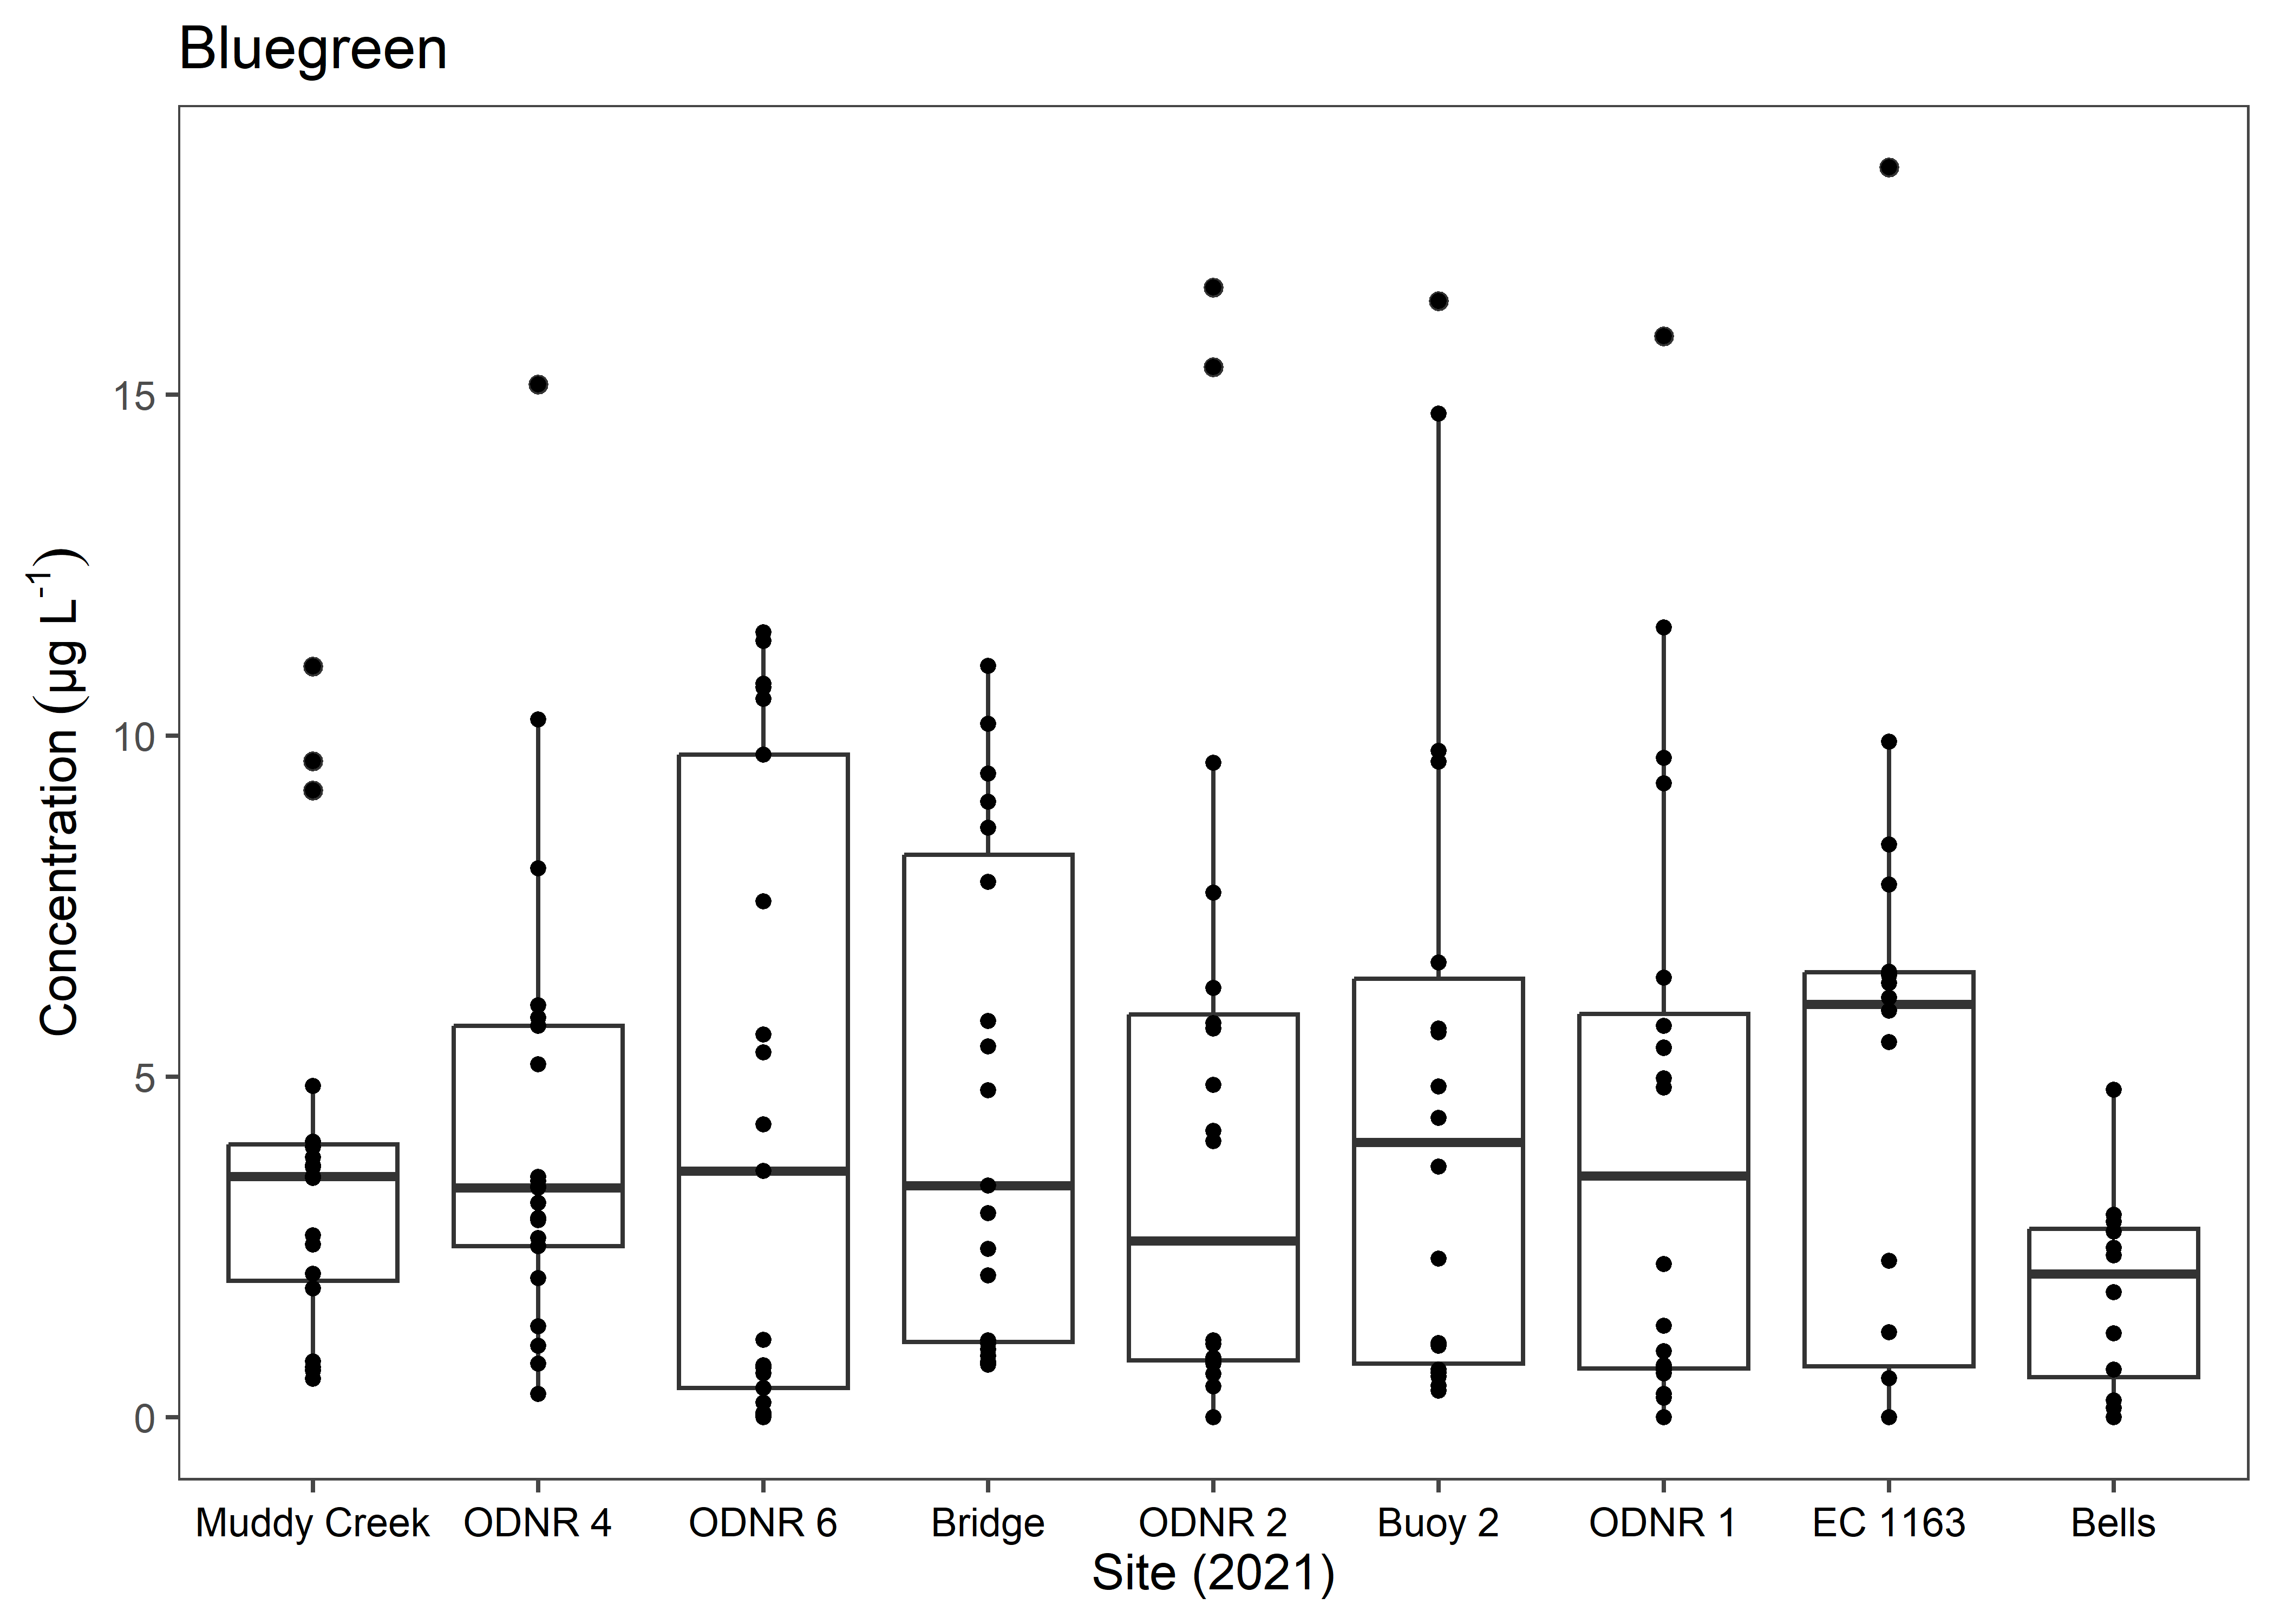 Bluegreen
Concentration (µg L⁻¹)
15
10
5
0
Muddy Creek ODNR 4 ODNR 6 Bridge ODNR 2 Buoy 2 ODNR 1 EC 1163 Bells
Site (2021)